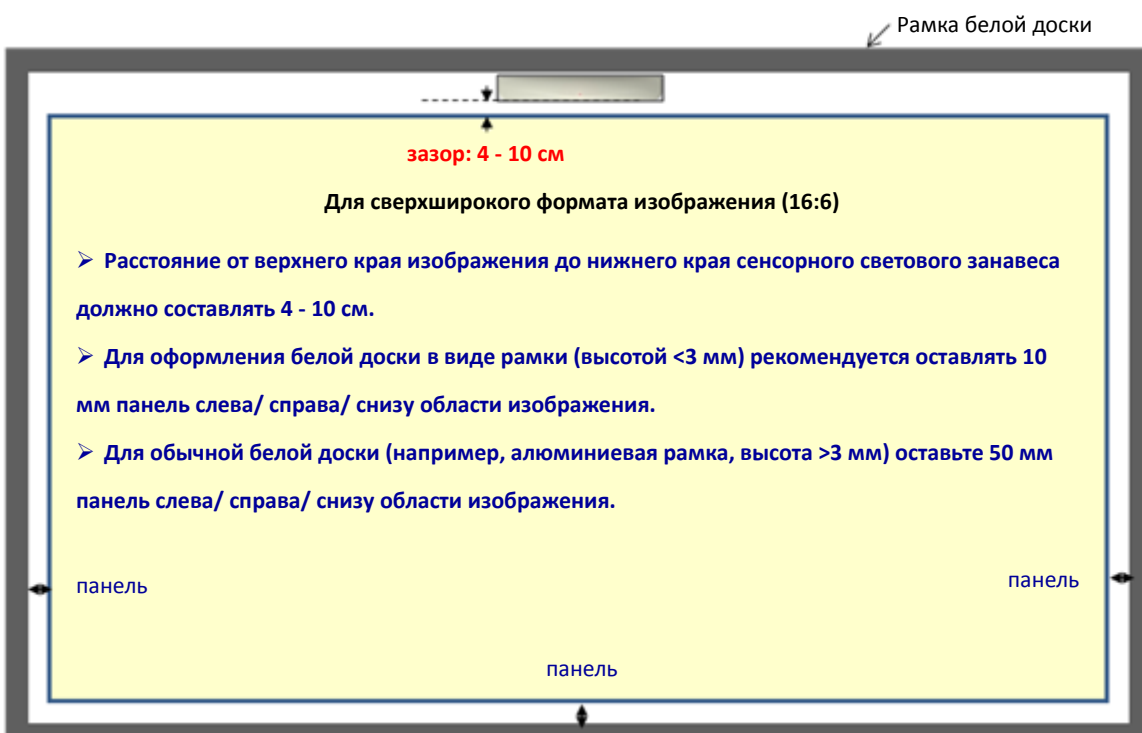 Рамка белой доски
зазор: 4 - 10 см
Для сверхширокого формата изображения (16:6)
➢ Расстояние от верхнего края изображения до нижнего края сенсорного светового занавеса
должно составлять 4 - 10 см.
➢ Для оформления белой доски в виде рамки (высотой <3 мм) рекомендуется оставлять 10
мм панель слева/ справа/ снизу области изображения.
➢ Для обычной белой доски (например, алюминиевая рамка, высота >3 мм) оставьте 50 мм
панель слева/ справа/ снизу области изображения.
панель
панель
панель